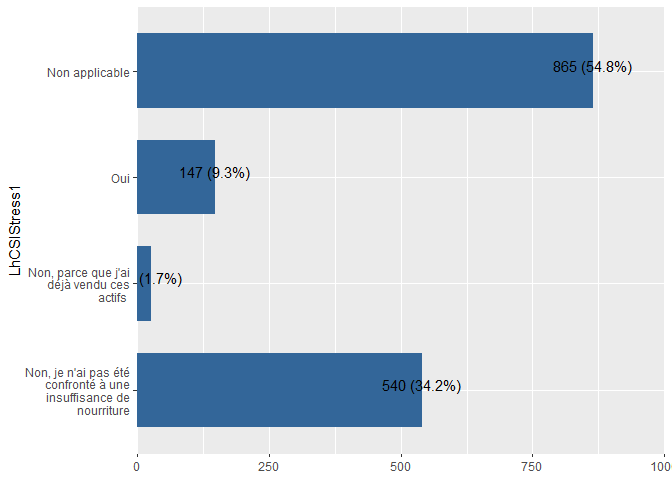 LhCSIStress1
Non applicable
865 (54.8%)
Oui
147 (9.3%)
Non, parce que j'ai
déjà vendu ces
actifs
(1.7%)
Non, je n'ai pas été
confronté à une
insuffisance de
nourriture
540 (34.2%)
0 250 500 750 100